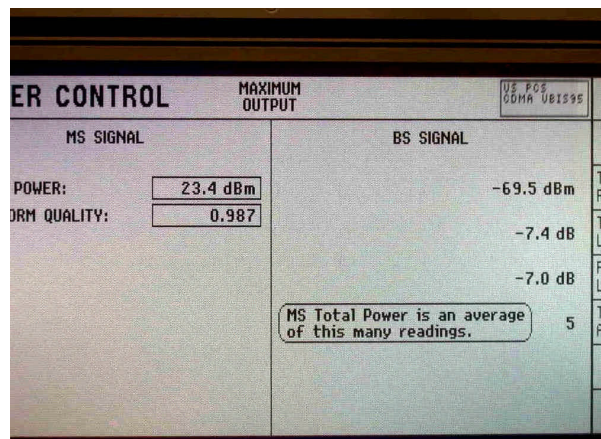 ER CONTROL
MAXIMUM
OUTPUT
US PCS
CDMA UBIS95
MS SIGNAL
POWER: 23.4 dBm
ORM QUALITY: 0.987
BS SIGNAL
-69.5 dBm
-7.4 dB
-7.0 dB
MS Total Power is an average
of this many readings.
5